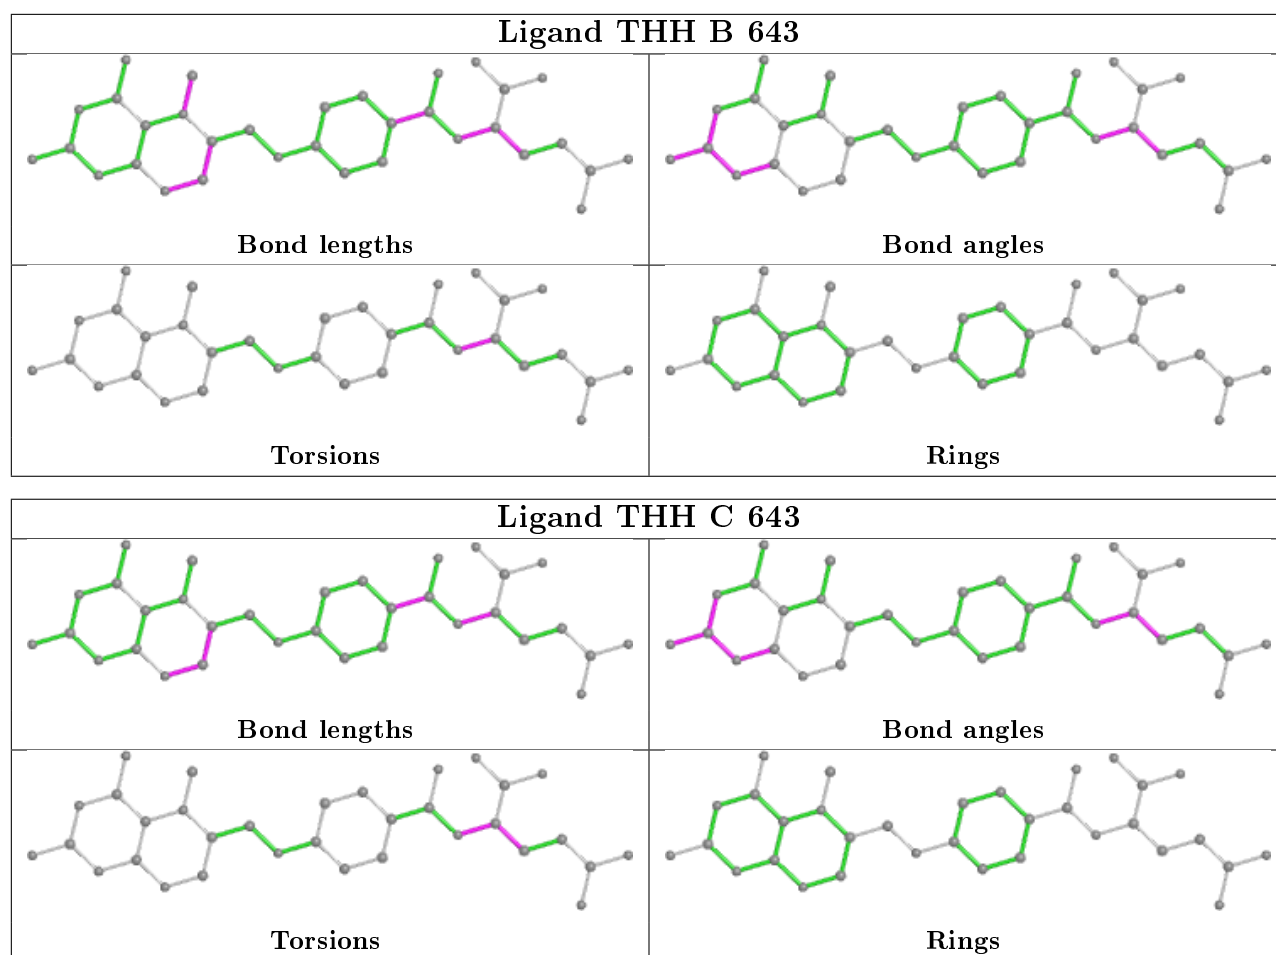 Ligand THH B 643
Bond lengths
Bond angles
Torsions
Rings
Ligand THH C 643
Bond lengths
Bond angles
Torsions
Rings